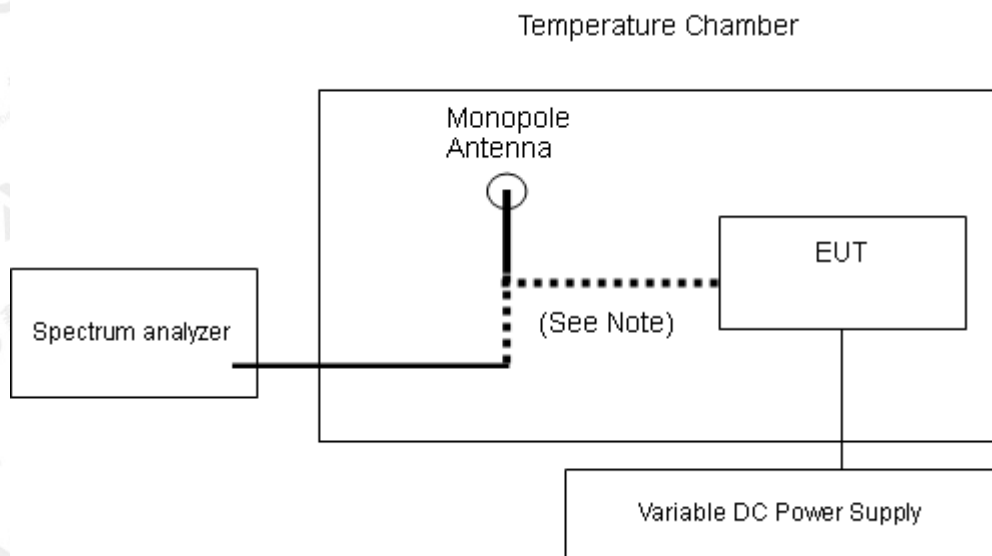 Temperature Chamber
Monopole
Antenna
EUT
Spectrum analyzer
(See Note)
Variable DC Power Supply